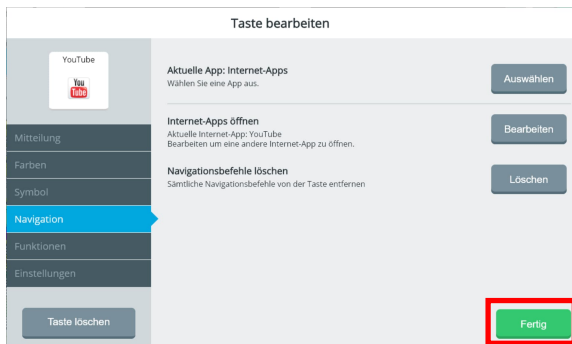 Taste bearbeiten
YouTube
You
Tube
Mitteilung
Farben
Symbol
Navigation
Funktionen
Einstellungen
Taste löschen
Aktuelle App: Internet-Apps
Wählen Sie eine App aus.
Auswählen
Internet-Apps öffnen
Aktuelle Internet-App: YouTube
Bearbeiten um eine andere Internet-App zu öffnen.
Bearbeiten
Navigationsbefehle löschen
Sämtliche Navigationsbefehle von der Taste entfernen
Löschen
Fertig